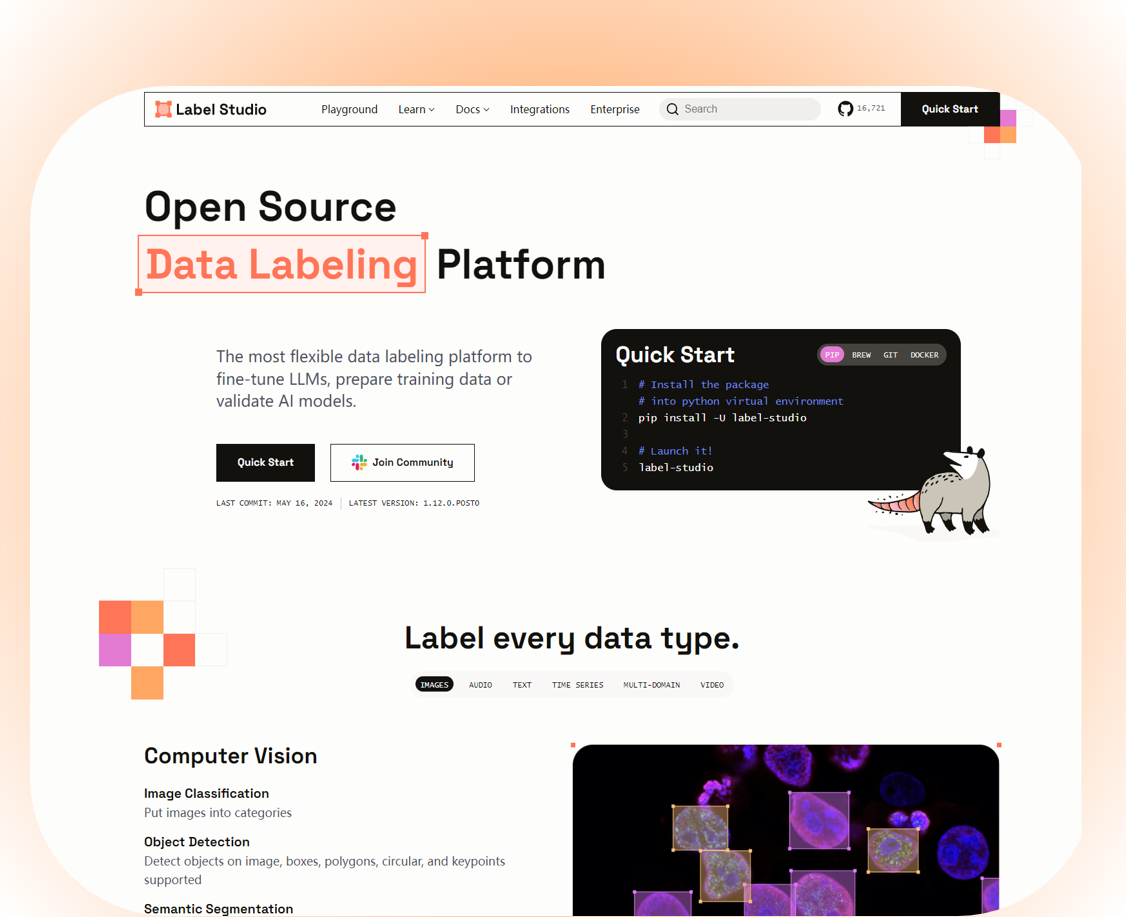 Label Studio
Playground
Learn
Docs
Integrations
Enterprise
Search
16,721
Quick Start
Open Source
Data Labeling Platform
The most flexible data labeling platform to
fine-tune LLMs, prepare training data or
validate AI models.
Quick Start
Join Community
LAST COMMIT: MAY 16, 2024
LATEST VERSION: 1.12.0.POST0
Quick Start
PIP
BREW
GIT
DOCKER
1 # Install the package
# into python virtual environment
2 pip install -U label-studio
3
4 # Launch it!
5 label-studio
Label every data type.
IMAGES
AUDIO
TEXT
TIME SERIES
MULTI-DOMAIN
VIDEO
Computer Vision
Image Classification
Put images into categories
Object Detection
Detect objects on image, boxes, polygons, circular, and keypoints
supported
Semantic Segmentation